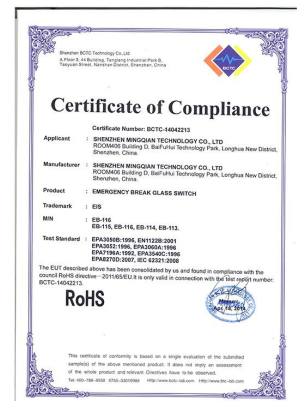 Shenzhen BCTC Technology Co., Ltd
BCTC
Certificate of Compliance
Certificate Number: BCTC-14042213
Applicant : SHENZHEN MINGQIAN TECHNOLOGY CO., LTD
ROOM406 Building D, BaiFuHui Technology Park, Longhua New District,
Shenzhen, China.
Manufacturer : SHENZHEN MINGQIAN TECHNOLOGY CO., LTD
ROOM406 Building D, BaiFuHui Technology Park, Longhua New District,
Shenzhen, China.
Product : EMERGENCY BREAK GLASS SWITCH
Trademark : EIS
M/N : EB-116
EB-115, EB-116, EB-114, EB-113.
Test Standard : EPA3050B:1996, EN1122B:2001
EPA3052:1996, EPA3060A:1996
EPA7196A:1992, EPA3540C:1996
EPA8270D:2007, IEC 62321:2008
The EUT described above has been consolidated by us and found in compliance with the
council RoHS directive - 2011/65/EU.It is only valid in connection with the test report number:
BCTC-14042213.
RoHS
Manager
Apr. 18, 2014
This certificate of conformity is based on a single evaluation of the submitted
sample(s) of the above mentioned product. It does not imply an assessment
of the whole product and relevant Directives have to be observed.